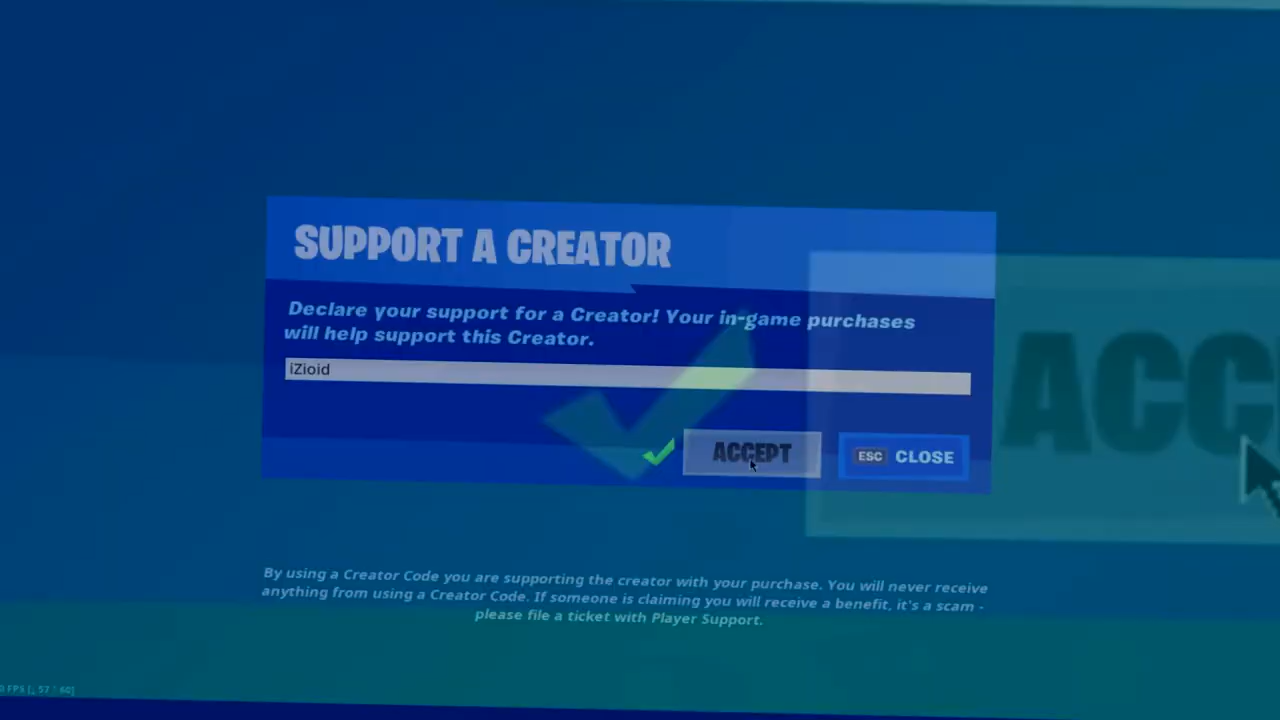 SUPPORT A CREATOR
Declare your support for a Creator! Your in-game purchases
will help support this Creator.
iZioid
ACCEPT
ESC CLOSE
ACC
By using a Creator Code you are supporting the creator with your purchase. You will never receive
anything from using a Creator Code. If someone is claiming you will receive a benefit, it's a scam -
please file a ticket with Player Support.